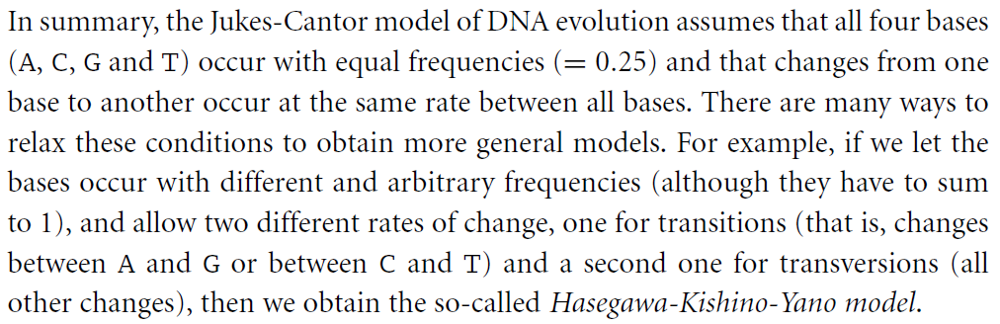 In summary, the Jukes-Cantor model of DNA evolution assumes that all four bases
(A, C, G and T) occur with equal frequencies (= 0.25) and that changes from one
base to another occur at the same rate between all bases. There are many ways to
relax these conditions to obtain more general models. For example, if we let the
bases occur with different and arbitrary frequencies (although they have to sum
to 1), and allow two different rates of change, one for transitions (that is, changes
between A and G or between C and T) and a second one for transversions (all
other changes), then we obtain the so-called Hasegawa-Kishino-Yano model.